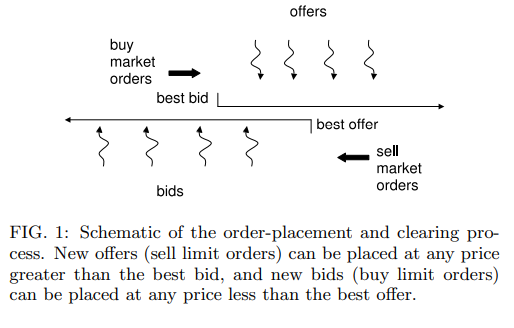 offers
buy
market
orders
best bid
best offer
sell
market
orders
bids
FIG. 1: Schematic of the order-placement and clearing pro-
cess. New offers (sell limit orders) can be placed at any price
greater than the best bid, and new bids (buy limit orders)
can be placed at any price less than the best offer.